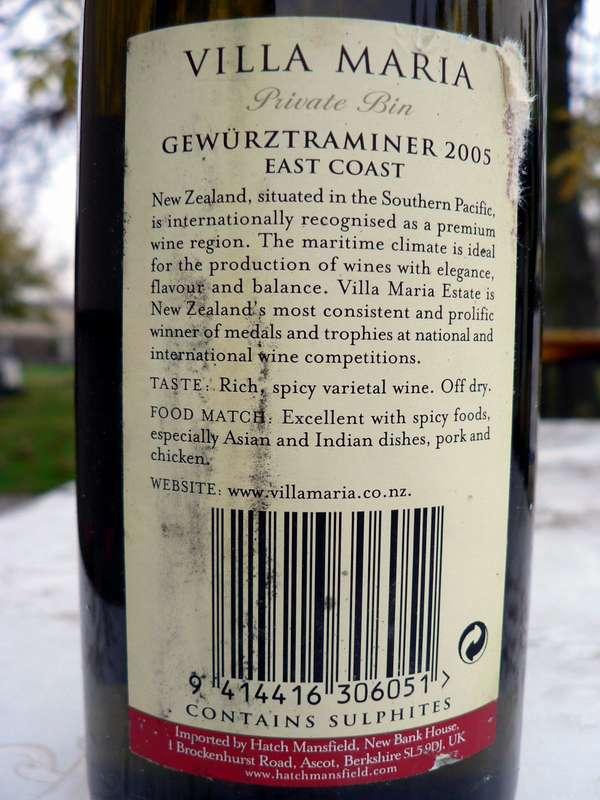 VILLA MARIA
Private Bin
GEWÜRZTRAMINER 2005
EAST COAST
New Zealand, situated in the Southern Pacific,
is internationally recognised as a premium
wine region. The maritime climate is ideal
for the production of wines with elegance,
flavour and balance. Villa Maria Estate is
New Zealand's most consistent and prolific
winner of medals and trophies at national and
international wine competitions.
TASTE: Rich, spicy varietal wine. Off dry.
FOOD MATCH: Excellent with spicy foods,
especially Asian and Indian dishes, pork and
chicken.
WEBSITE: www.villamaria.co.nz.
9 414416 306051 >
CONTAINS SULPHITES
Imported by Hatch Mansfield, New Bank House,
1 Brockenhurst Road, Ascot, Berkshire SL5 9DJ, UK
www.hatchmansfield.com